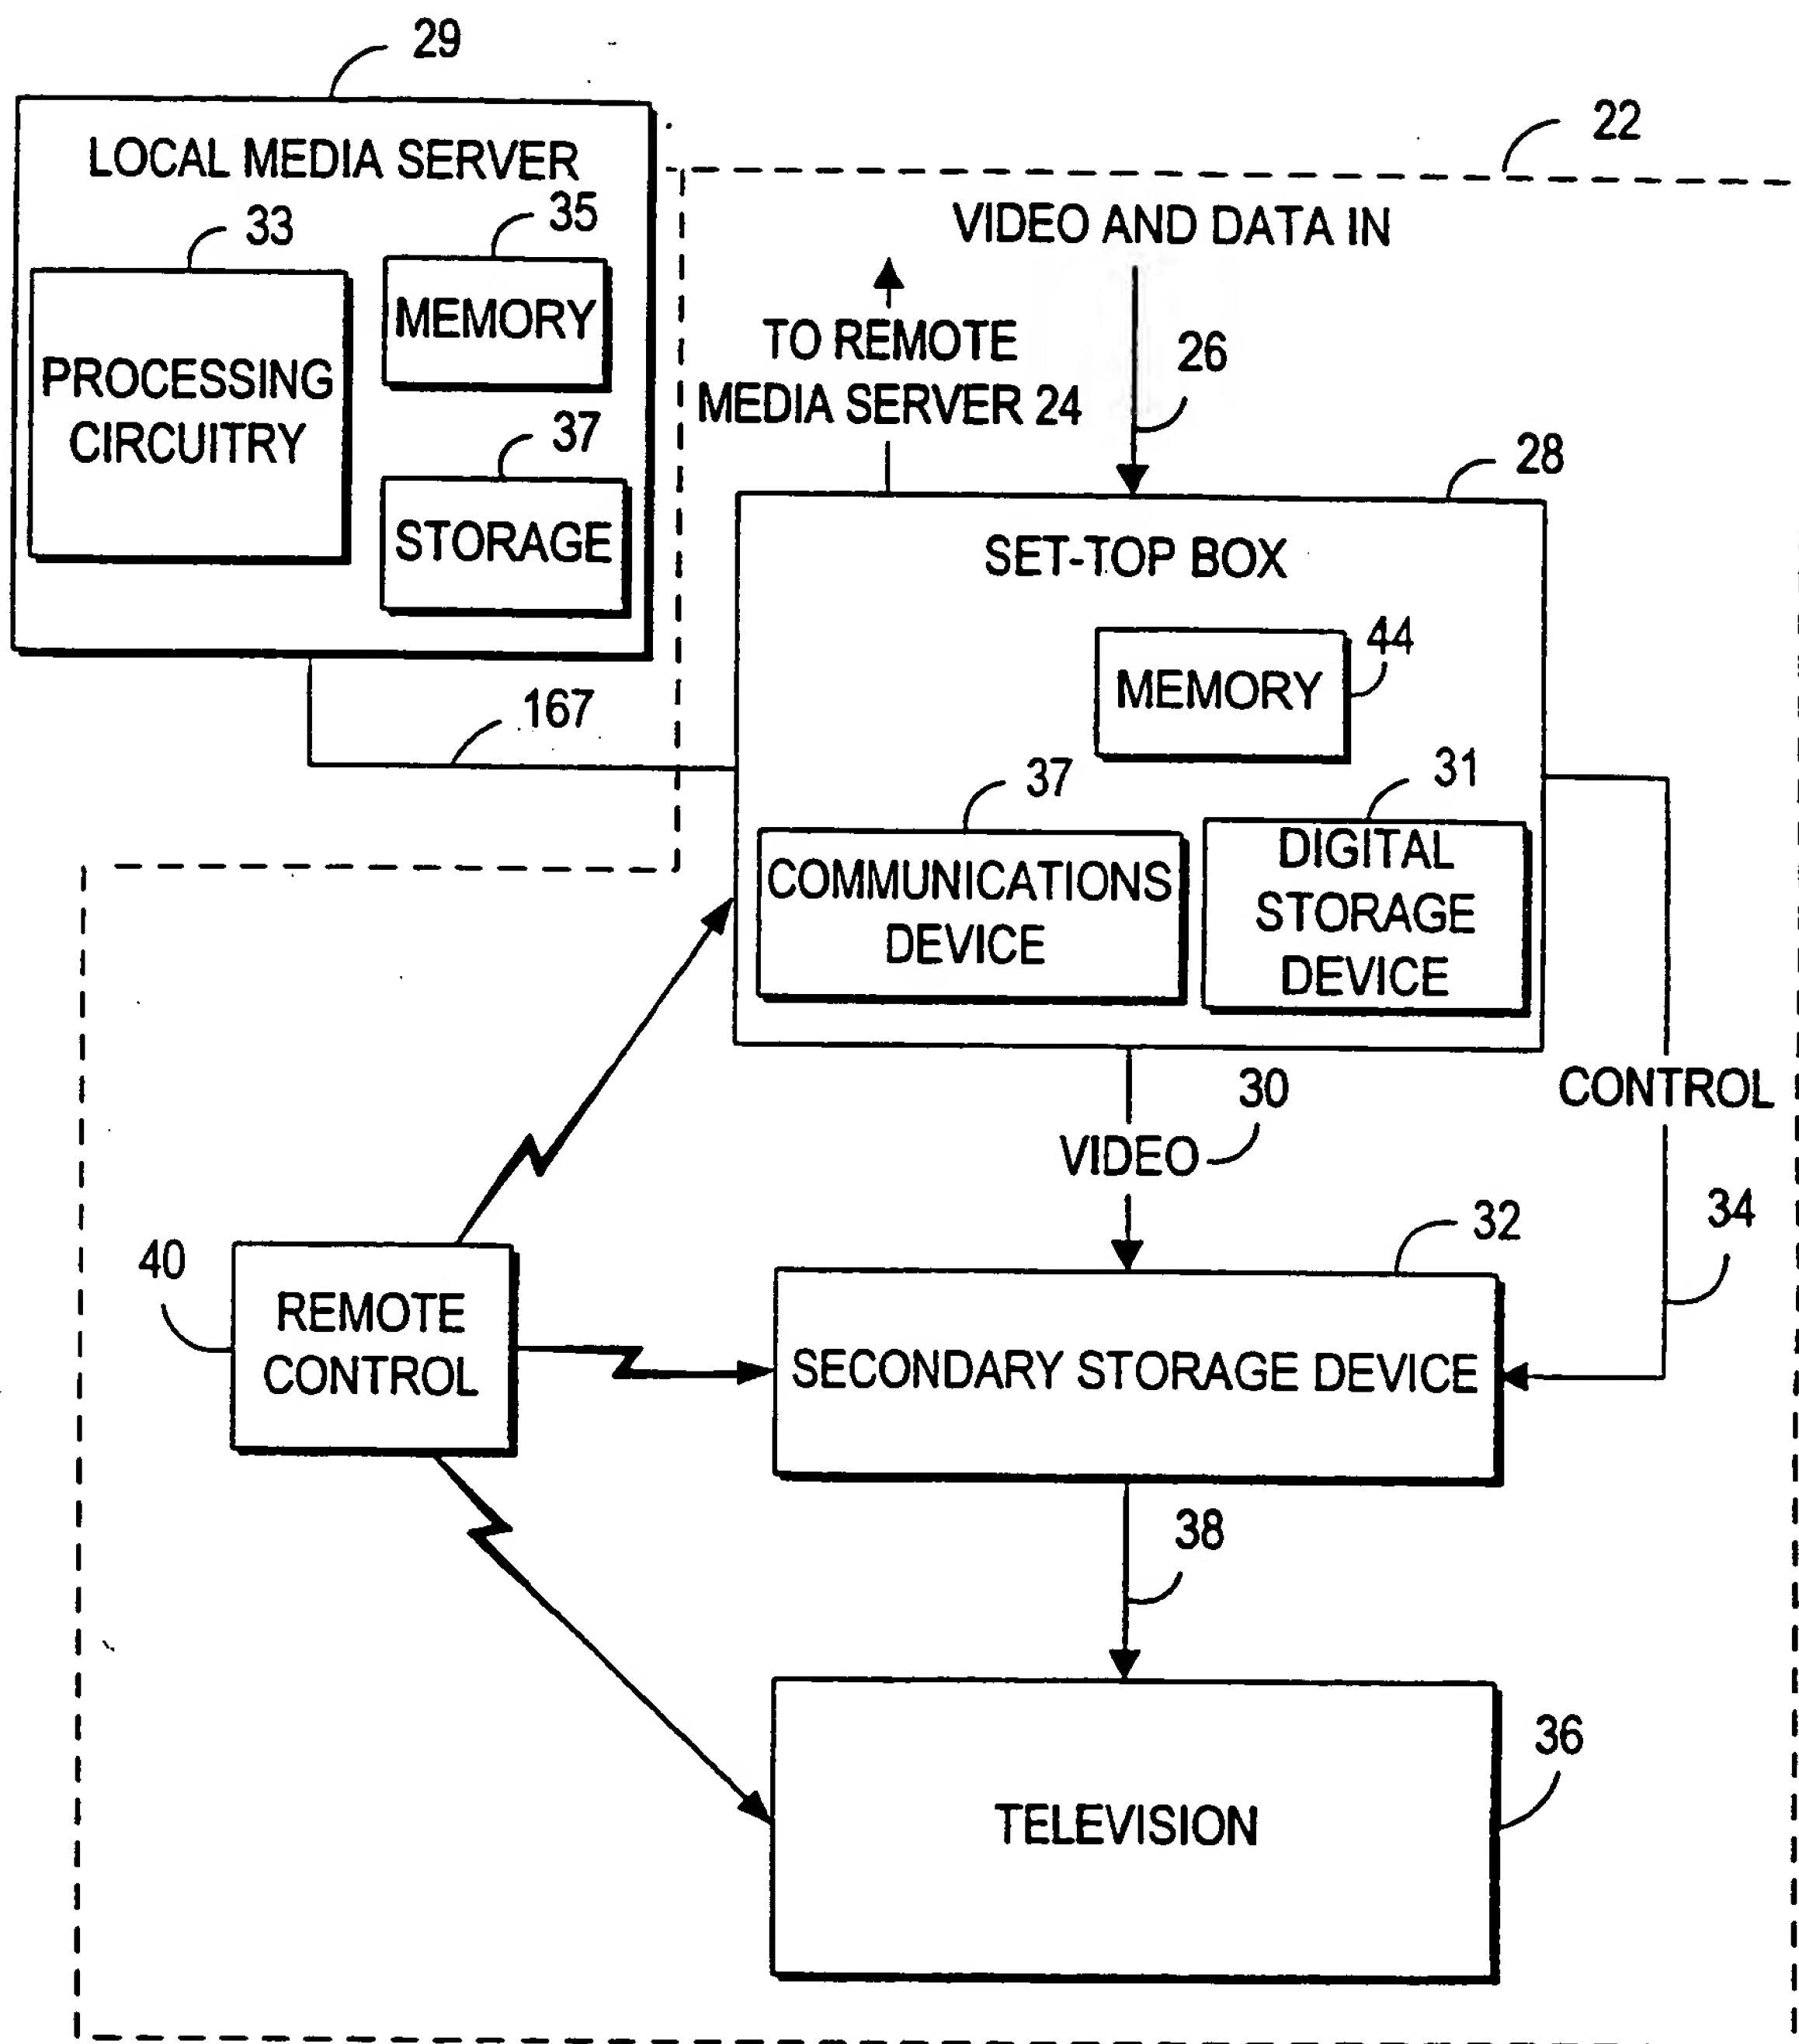 29
22
LOCAL MEDIA SERVER
33
35
PROCESSING
CIRCUITRY
MEMORY
37
STORAGE
VIDEO AND DATA IN
TO REMOTE
MEDIA SERVER 24
26
28
SET-TOP BOX
44
MEMORY
167
37
31
COMMUNICATIONS
DEVICE
DIGITAL
STORAGE
DEVICE
30
VIDEO
CONTROL
34
32
40
REMOTE
CONTROL
SECONDARY STORAGE DEVICE
38
36
TELEVISION